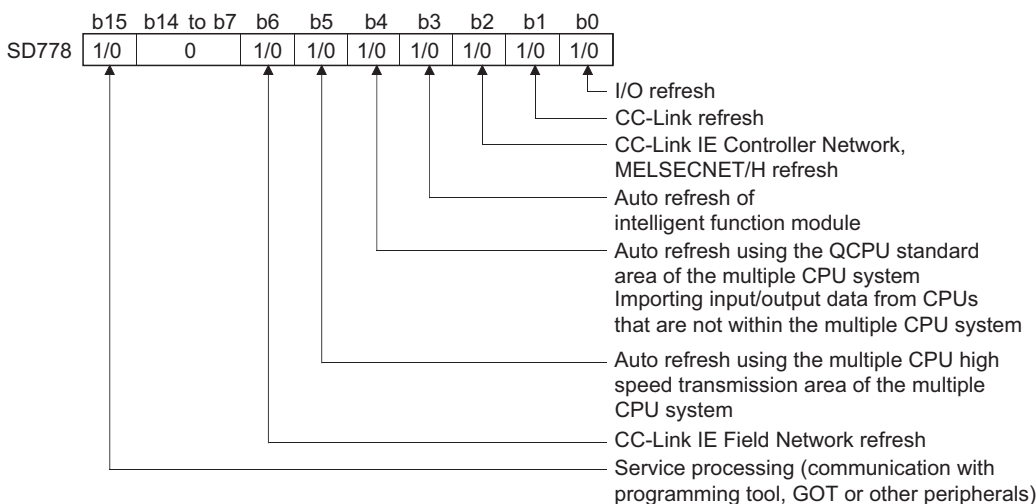 b15 b14 to b7 b6 b5 b4 b3 b2 b1 b0
SD778 1/0 0 1/0 1/0 1/0 1/0 1/0 1/0 1/0
I/O refresh
CC-Link refresh
CC-Link IE Controller Network,
MELSECNET/H refresh
Auto refresh of
intelligent function module
Auto refresh using the QCPU standard
area of the multiple CPU system
Importing input/output data from CPUs
that are not within the multiple CPU system
Auto refresh using the multiple CPU high
speed transmission area of the multiple
CPU system
CC-Link IE Field Network refresh
Service processing (communication with
programming tool, GOT or other peripherals)